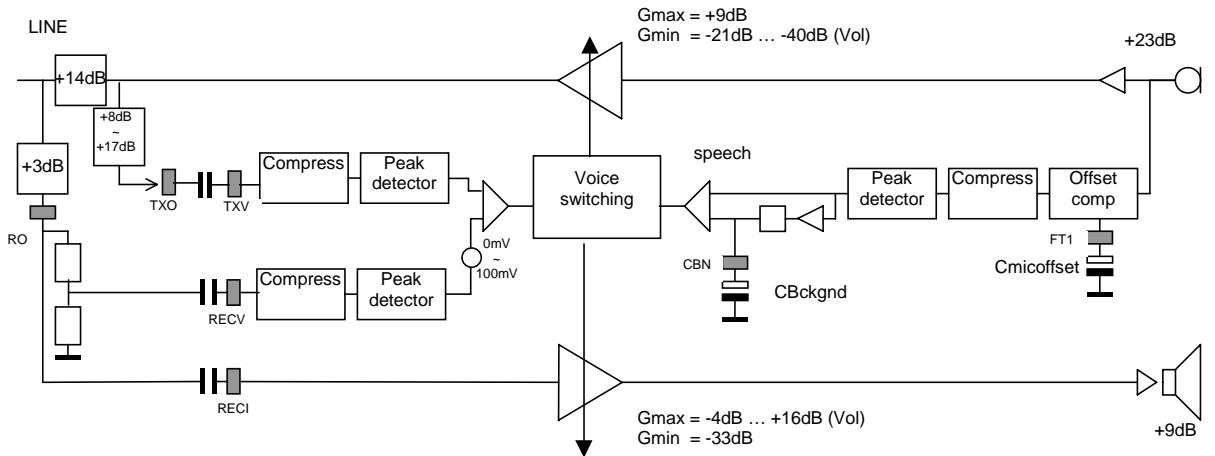 LINE
Gmax = +9dB
Gmin = -21dB ... -40dB (Vol)
+23dB
+14dB
+8dB
~
+17dB
+3dB
RO
TXO
TXV
Compress
Peak
detector
Voice
switching
speech
Peak
detector
Compress
Offset
comp
0mV
~
100mV
CBN
CBckgnd
FT1
Cmicoffset
Compress
Peak
detector
RECV
RECI
Gmax = -4dB ... +16dB (Vol)
Gmin = -33dB
+9dB